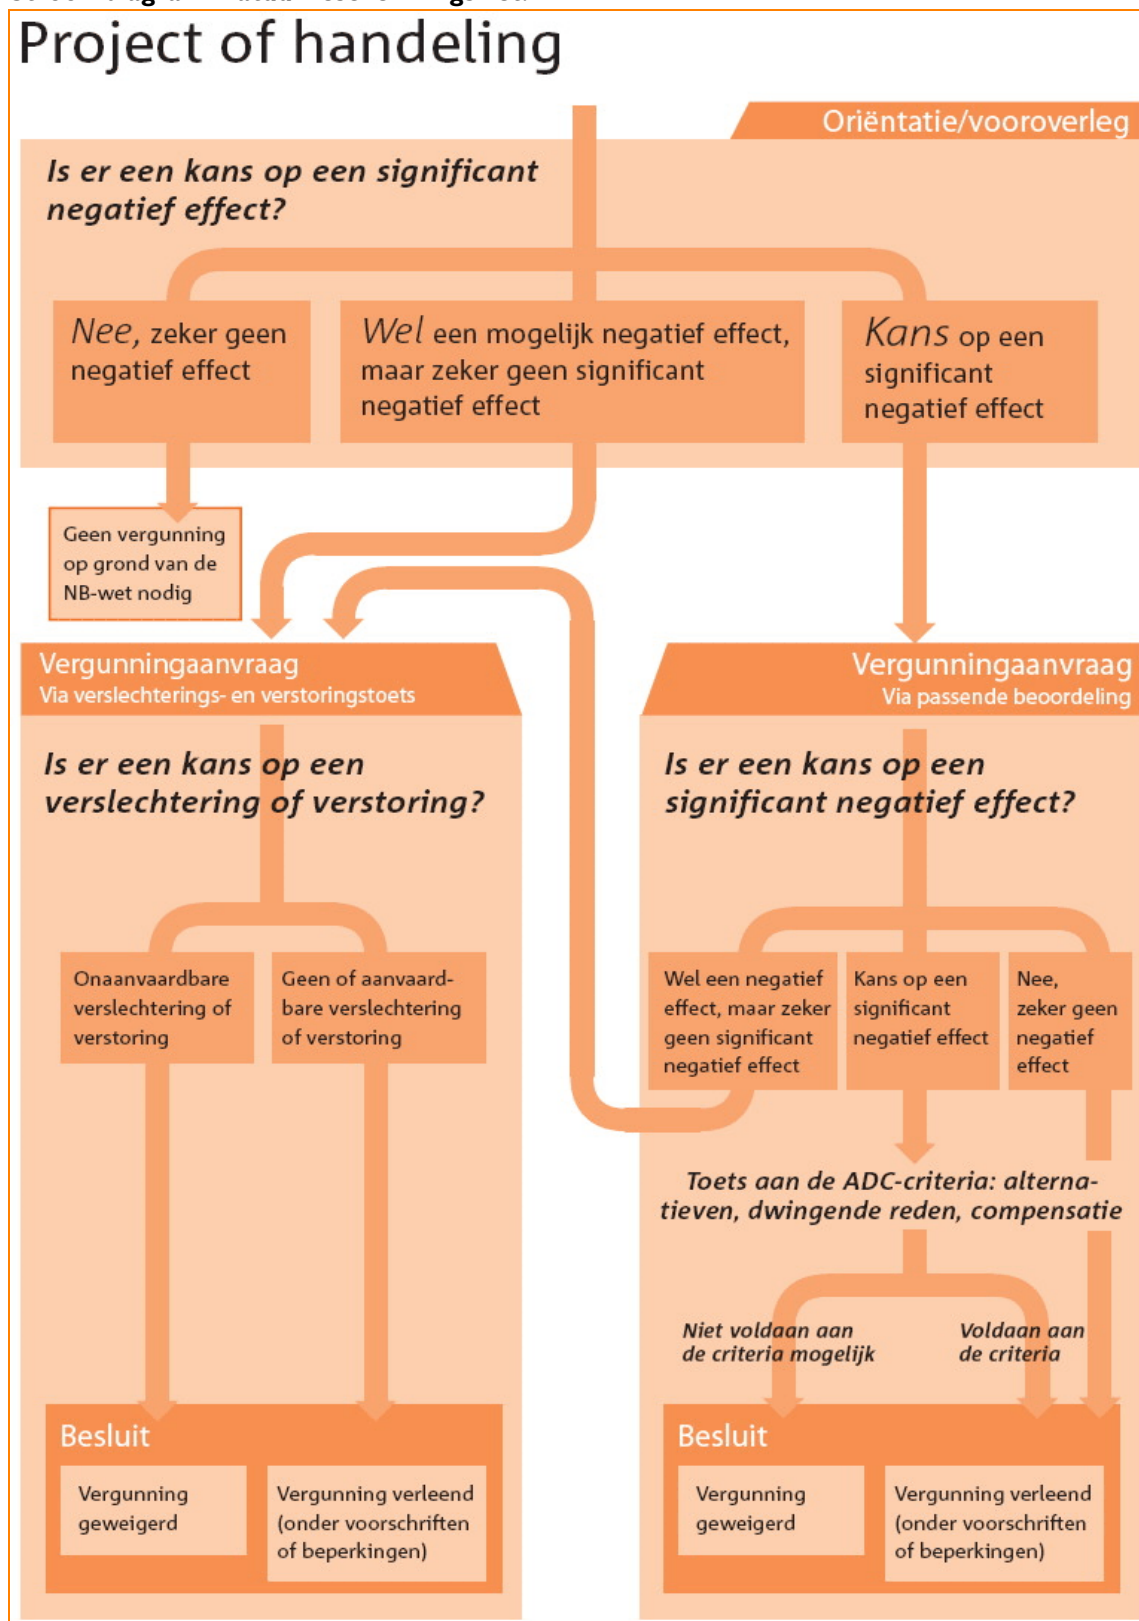 Project of handeling
Oriëntatie/vooroverleg
Is er een kans op een significant
negatief effect?
Nee, zeker geen
negatief effect
Wel een mogelijk negatief effect,
maar zeker geen significant
negatief effect
Kans op een
significant
negatief effect
Geen vergunning
op grond van de
NB-wet nodig
Vergunningaanvraag
Via verslechterings- en verstoringstoets
Is er een kans op een
verslechtering of verstoring?
Onaanvaardbare
verslechtering of
verstoring
Geen of aanvaard-
bare verslechtering
of verstoring
Besluit
Vergunning
geweigerd
Vergunning verleend
(onder voorschriften
of beperkingen)
Vergunningaanvraag
Via passende beoordeling
Is er een kans op een
significant negatief effect?
Wel een negatief
effect, maar zeker
geen significant
negatief effect
Kans op een
significant
negatief effect
Nee,
zeker geen
negatief
effect
Toets aan de ADC-criteria: alterna-
tieven, dwingende reden, compensatie
Niet voldaan aan
de criteria mogelijk
Voldaan aan
de criteria
Besluit
Vergunning
geweigerd
Vergunning verleend
(onder voorschriften
of beperkingen)